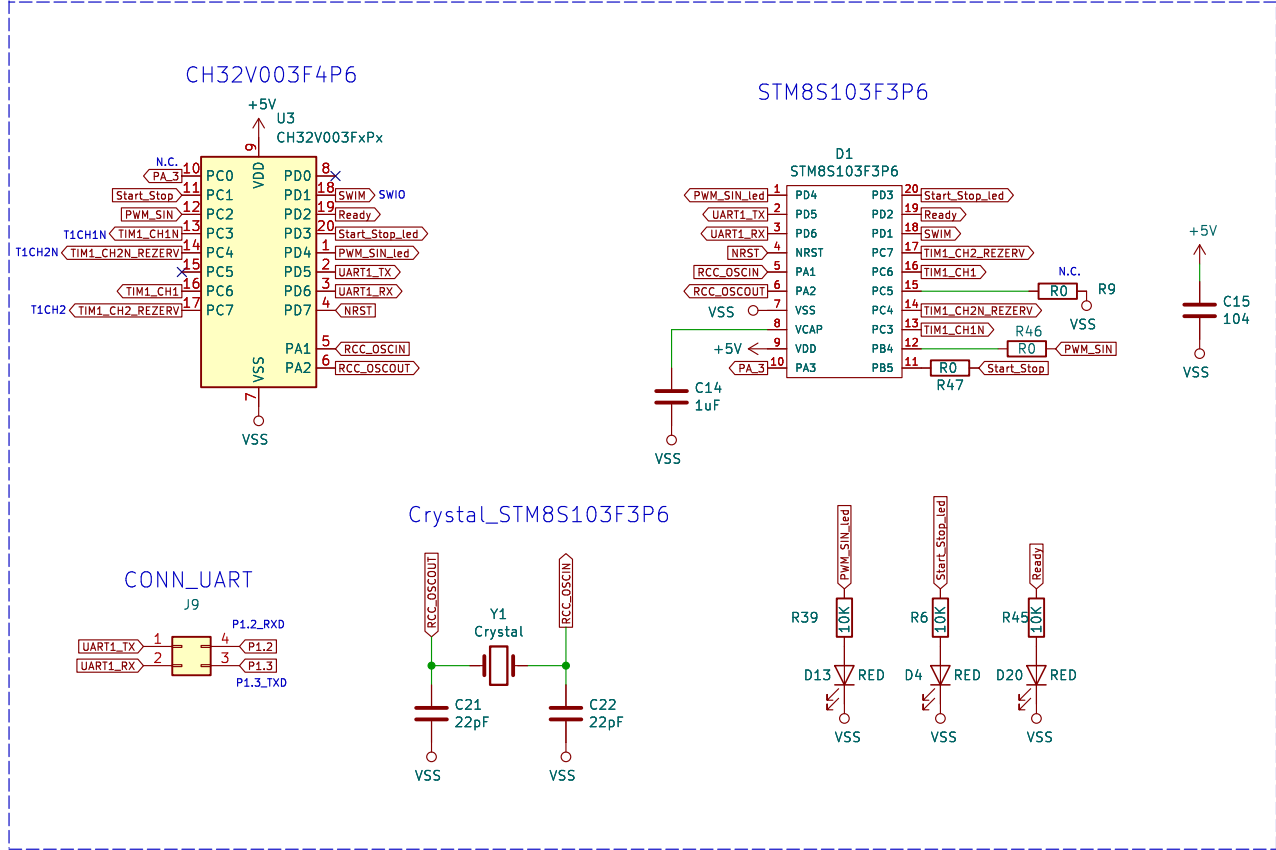 CH32V003F4P6
+5V
U3
CH32V003FxPx
9
VDD
N.C.
PA_3 10 PC0
Start_Stop 11 PC1
PWM_SIN 12 PC2
T1CH1N TIM1_CH1N 13 PC3
T1CH2N TIM1_CH2N_REZERV 14 PC4
15 PC5
TIM1_CH1 16 PC6
T1CH2 TIM1_CH2_REZERV 17 PC7
PD0 8
PD1 18 SWIM SWIO
PD2 19 Ready
PD3 20 Start_Stop_led
PD4 1 PWM_SIN_led
PD5 2 UART1_TX
PD6 3 UART1_RX
PD7 4 NRST
PA1 5 RCC_OSCIN
PA2 6 RCC_OSCOUT
VSS
7
VSS
STM8S103F3P6
D1
STM8S103F3P6
PWM_SIN_led 1 PD4
UART1_TX 2 PD5
UART1_RX 3 PD6
NRST 4 NRST
RCC_OSCIN 5 PA1
RCC_OSCOUT 6 PA2
VSS 7 VSS
8 VCAP
+5V 9 VDD
PA_3 10 PA3
PD3 20 Start_Stop_led
PD2 19 Ready
PD1 18 SWIM
PC7 17 TIM1_CH2_REZERV
PC6 16 TIM1_CH1
N.C.
PC5 15 R0 R9
VSS
PC4 14 TIM1_CH2N_REZERV
PC3 13 TIM1_CH1N
R46
PB4 12 R0 PWM_SIN
PB5 11 R0 Start_Stop
R47
C14
1uF
VSS
+5V
C15
104
VSS
CONN_UART
J9
P1.2_RXD
UART1_TX 1 4 P1.2
UART1_RX 2 3 P1.3
P1.3_TXD
Crystal_STM8S103F3P6
RCC_OSCOUT
RCC_OSCIN
Y1
Crystal
C21
22pF
C22
22pF
VSS
VSS
PWM_SIN_led
Start_Stop_led
Ready
R39 10K
R6 10K
R45 10K
D13 RED
D4 RED
D20 RED
VSS
VSS
VSS